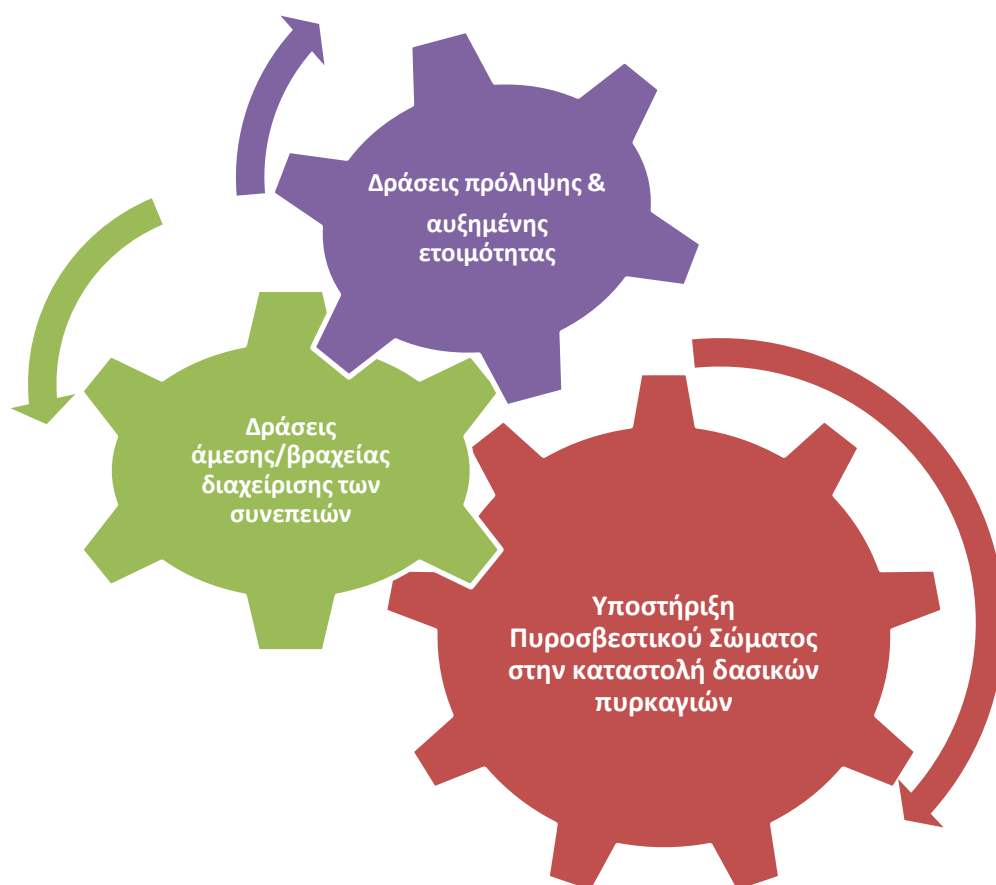 Δράσεις πρόληψης &
αυξημένης
ετοιμότητας
Δράσεις
άμεσης/βραχείας
διαχείρισης των
συνεπειών
Υποστήριξη
Πυροσβεστικού Σώματος
στην καταστολή δασικών
πυρκαγιών